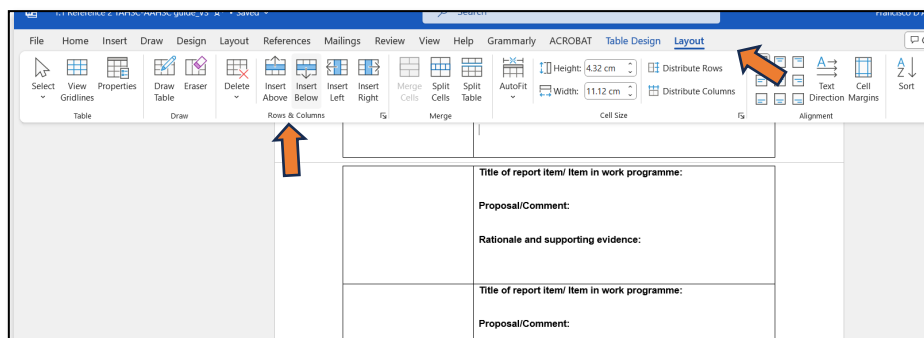 1.1 Reference 2 TAHSC-AAHSC guide_V3 • Saved
Search
Francisco D'A
File Home Insert Draw Design Layout References Mailings Review View Help Grammarly ACROBAT Table Design Layout
Select View Gridlines Properties Draw Table Eraser Delete Insert Above Insert Below Insert Left Insert Right Merge Cells Split Cells Split Table AutoFit Height: 4.32 cm Distribute Rows Text Direction Cell Margins Sort
Width: 11.12 cm Distribute Columns
Table Draw Rows & Columns Merge Cell Size Alignment
Title of report item/ Item in work programme:
Proposal/Comment:
Rationale and supporting evidence:
Title of report item/ Item in work programme:
Proposal/Comment: